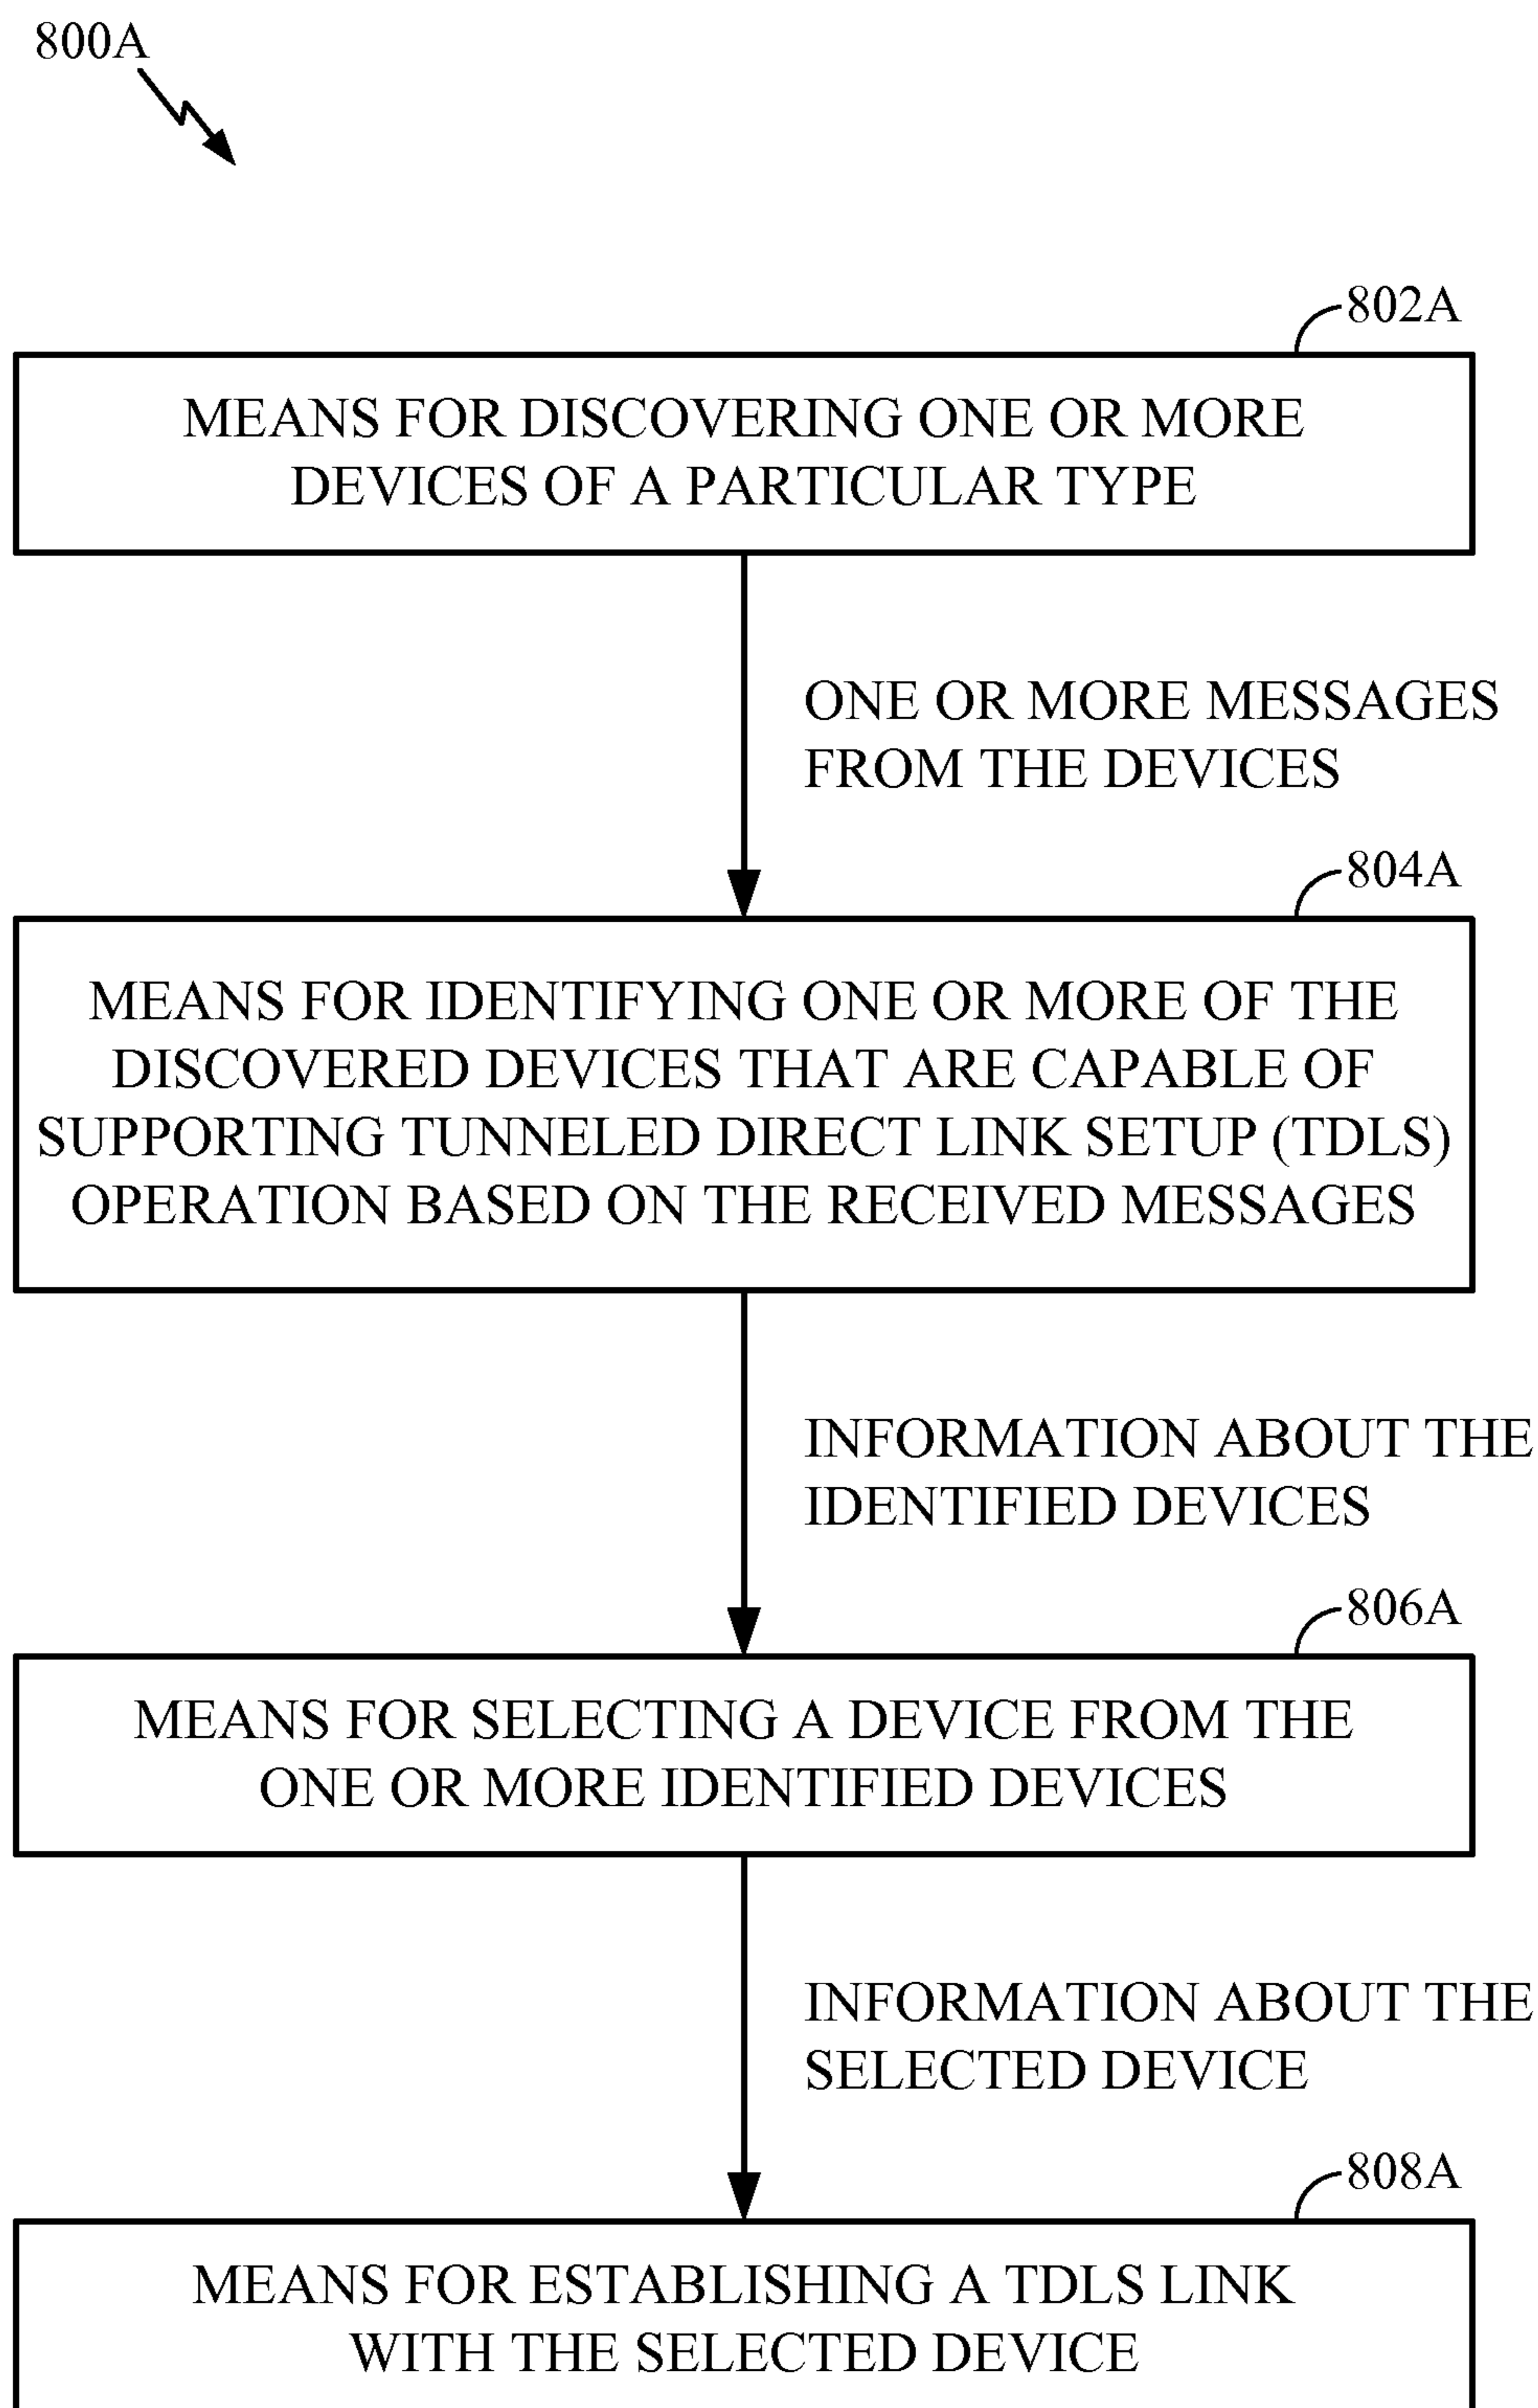 800A
802A
MEANS FOR DISCOVERING ONE OR MORE
DEVICES OF A PARTICULAR TYPE
ONE OR MORE MESSAGES
FROM THE DEVICES
804A
MEANS FOR IDENTIFYING ONE OR MORE OF THE
DISCOVERED DEVICES THAT ARE CAPABLE OF
SUPPORTING TUNNELED DIRECT LINK SETUP (TDLS)
OPERATION BASED ON THE RECEIVED MESSAGES
INFORMATION ABOUT THE
IDENTIFIED DEVICES
806A
MEANS FOR SELECTING A DEVICE FROM THE
ONE OR MORE IDENTIFIED DEVICES
INFORMATION ABOUT THE
SELECTED DEVICE
808A
MEANS FOR ESTABLISHING A TDLS LINK
WITH THE SELECTED DEVICE